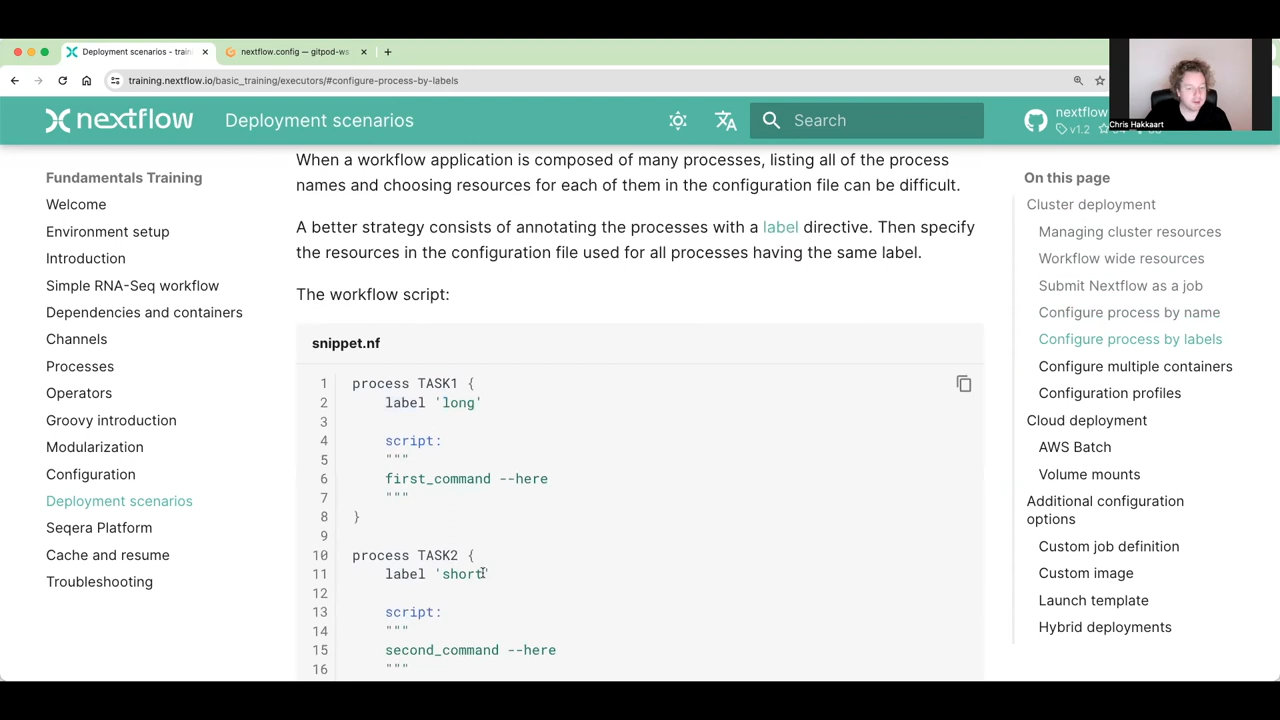 Deployment scenarios - train
nextflow.config — gitpod-ws
training.nextflow.io/basic_training/executors/#configure-process-by-labels
Chris Hakkaart
nextflow
Deployment scenarios
Search
nextflow
v1.2
Fundamentals Training
Welcome
Environment setup
Introduction
Simple RNA-Seq workflow
Dependencies and containers
Channels
Processes
Operators
Groovy introduction
Modularization
Configuration
Deployment scenarios
Seqera Platform
Cache and resume
Troubleshooting
When a workflow application is composed of many processes, listing all of the process
names and choosing resources for each of them in the configuration file can be difficult.
A better strategy consists of annotating the processes with a label directive. Then specify
the resources in the configuration file used for all processes having the same label.
The workflow script:
snippet.nf
1 process TASK1 {
2 label 'long'
3
4 script:
5 """
6 first_command --here
7 """
8 }
9
10 process TASK2 {
11 label 'short'
12
13 script:
14 """
15 second_command --here
16 """
On this page
Cluster deployment
Managing cluster resources
Workflow wide resources
Submit Nextflow as a job
Configure process by name
Configure process by labels
Configure multiple containers
Configuration profiles
Cloud deployment
AWS Batch
Volume mounts
Additional configuration
options
Custom job definition
Custom image
Launch template
Hybrid deployments